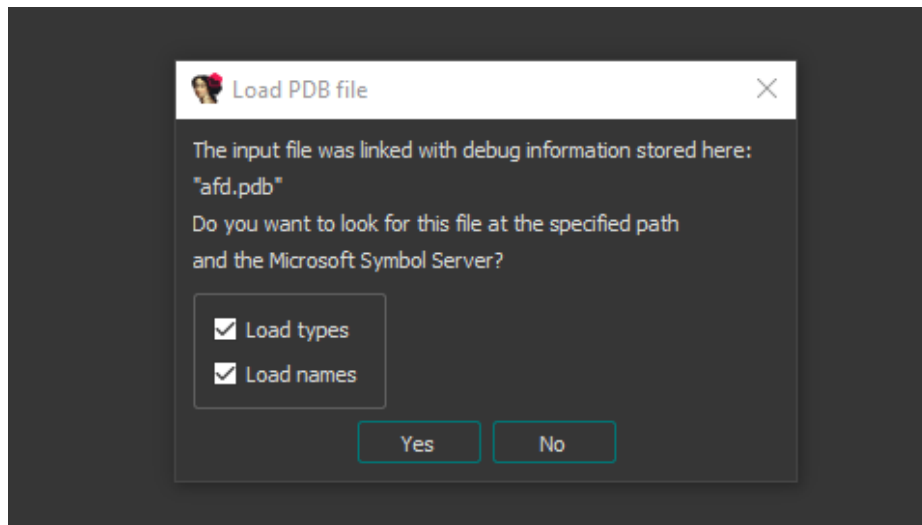 Load PDB file
The input file was linked with debug information stored here:
"afd.pdb"
Do you want to look for this file at the specified path
and the Microsoft Symbol Server?
Load types
Load names
Yes
No